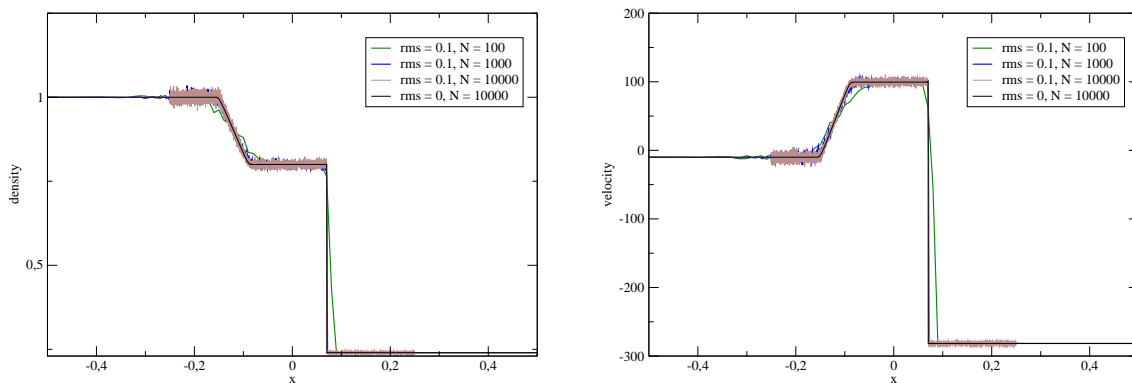 rms = 0.1, N = 100
rms = 0.1, N = 1000
rms = 0.1, N = 10000
rms = 0, N = 10000
1
0,5
density
-0,4 -0,2 0 0,2 0,4
x
200
rms = 0.1, N = 100
rms = 0.1, N = 1000
rms = 0.1, N = 10000
rms = 0, N = 10000
100
0
-100
-200
-300
velocity
-0,4 -0,2 0 0,2 0,4
x